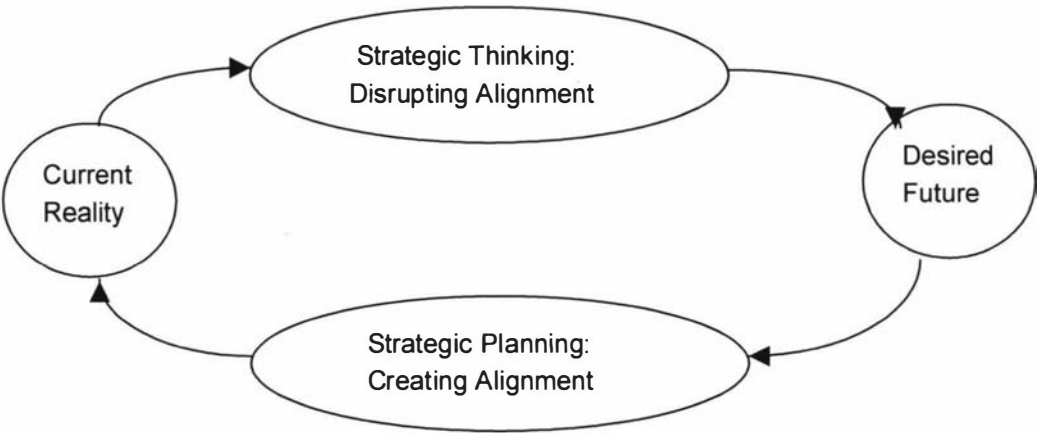 Strategic Thinking:
Disrupting Alignment
Current
Reality
Desired
Future
Strategic Planning:
Creating Alignment